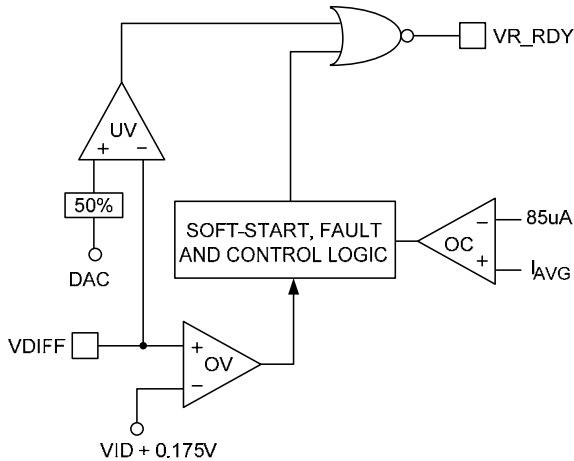 VR_RDY
UV
+ −
50%
DAC
SOFT-START, FAULT
AND CONTROL LOGIC
− 85uA
OC
+ IAVG
VDIFF
+
OV
−
VID + 0.175V